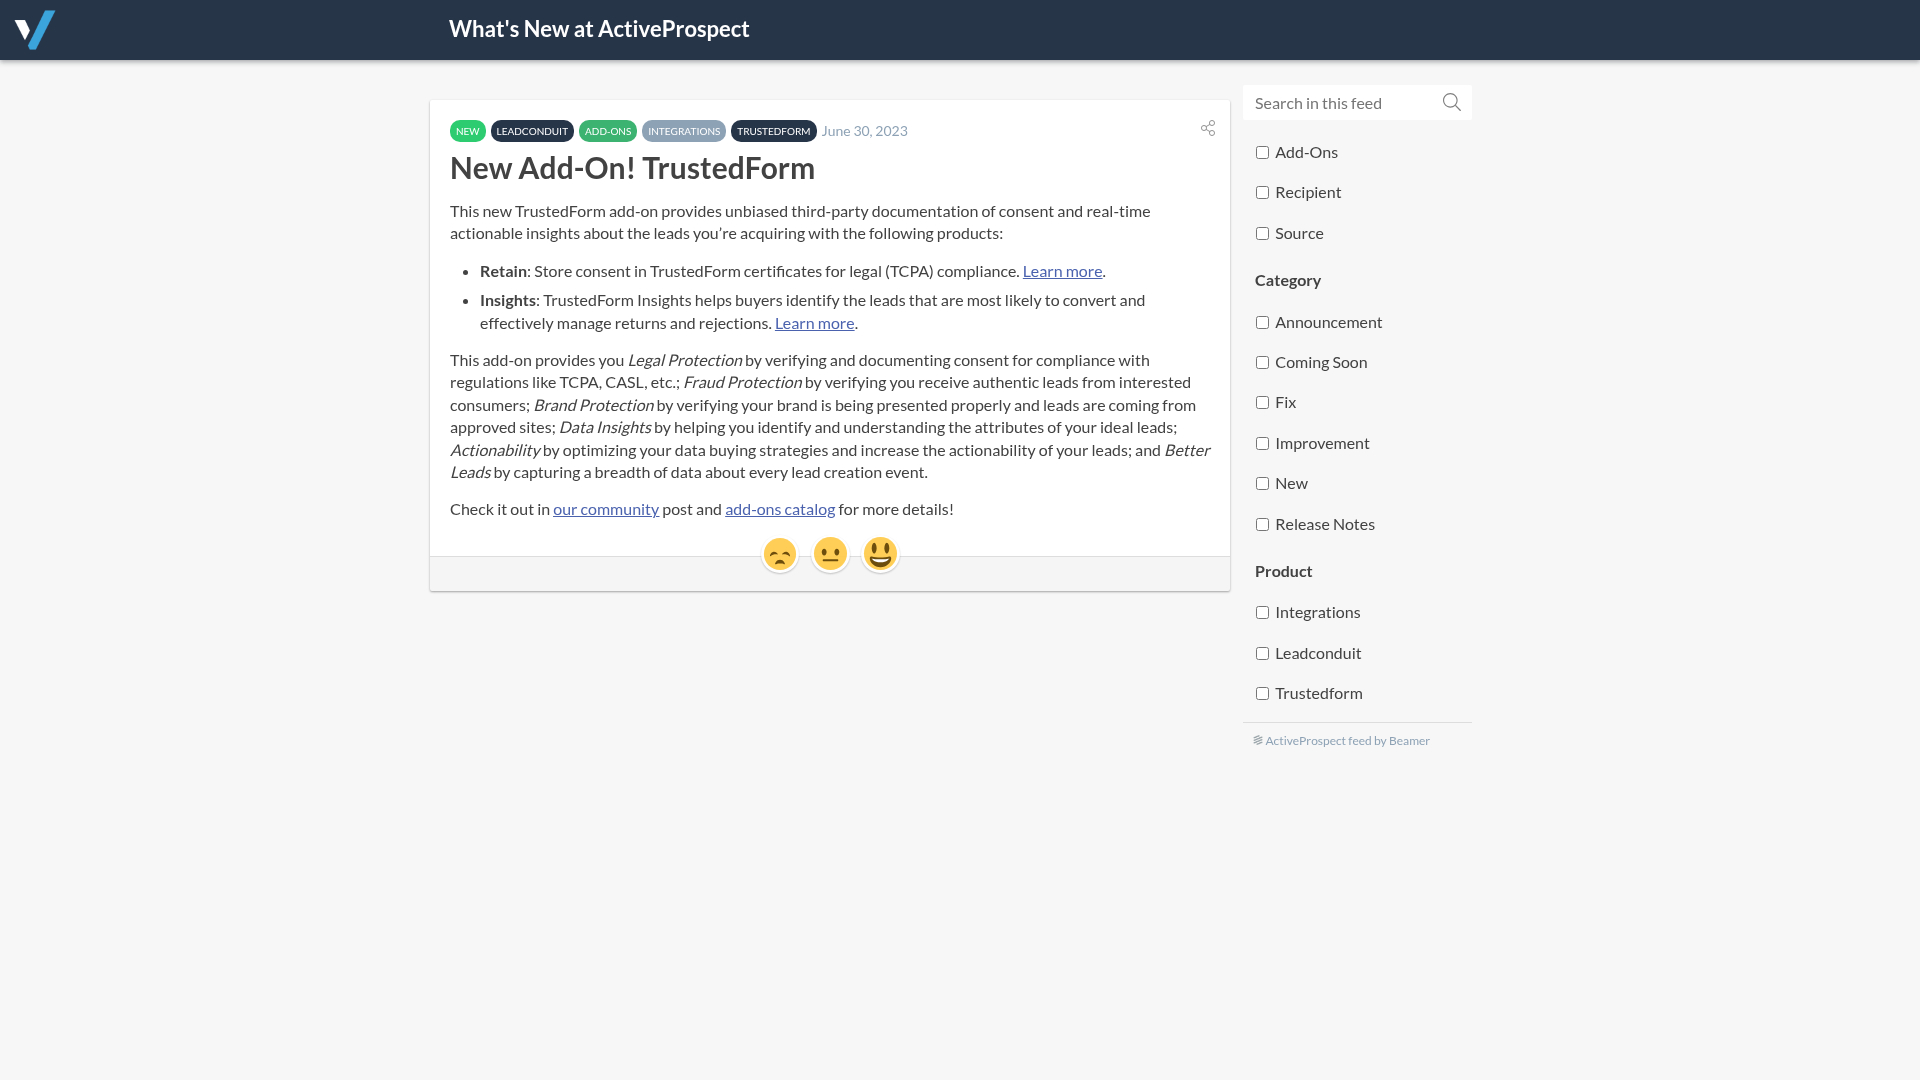 What's New at ActiveProspect
NEW LEADCONDUIT ADD-ONS INTEGRATIONS TRUSTEDFORM June 30, 2023
New Add-On! TrustedForm
This new TrustedForm add-on provides unbiased third-party documentation of consent and real-time
actionable insights about the leads you’re acquiring with the following products:
• Retain: Store consent in TrustedForm certificates for legal (TCPA) compliance. Learn more.
• Insights: TrustedForm Insights helps buyers identify the leads that are most likely to convert and
effectively manage returns and rejections. Learn more.
This add-on provides you Legal Protection by verifying and documenting consent for compliance with
regulations like TCPA, CASL, etc.; Fraud Protection by verifying you receive authentic leads from interested
consumers; Brand Protection by verifying your brand is being presented properly and leads are coming from
approved sites; Data Insights by helping you identify and understanding the attributes of your ideal leads;
Actionability by optimizing your data buying strategies and increase the actionability of your leads; and Better
Leads by capturing a breadth of data about every lead creation event.
Check it out in our community post and add-ons catalog for more details!
Search in this feed
Add-Ons
Recipient
Source
Category
Announcement
Coming Soon
Fix
Improvement
New
Release Notes
Product
Integrations
Leadconduit
Trustedform
ActiveProspect feed by Beamer